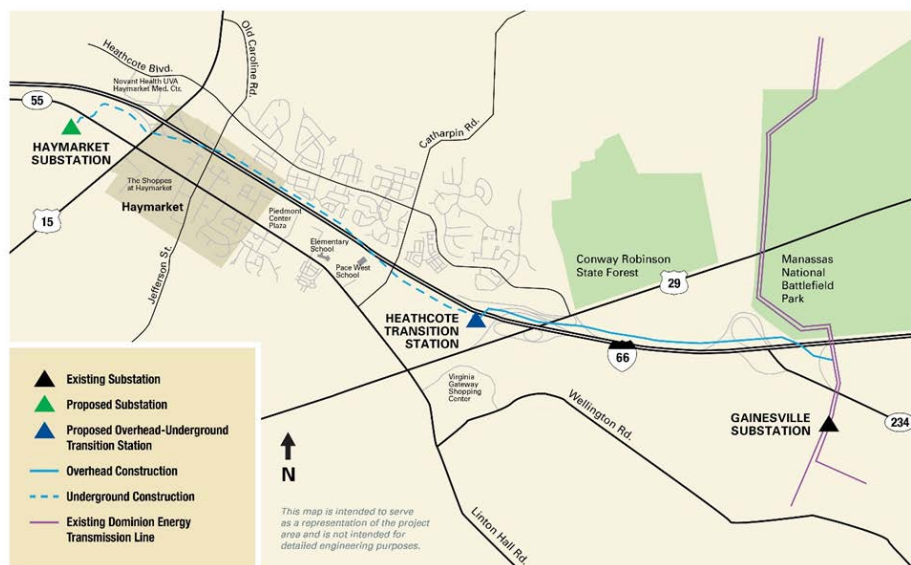 Heathcote Blvd.
Old Caroline Rd.
Novant Health UVA
Haymarket Med. Ctr.
55
HAYMARKET
SUBSTATION
The Shoppes
at Haymarket
Haymarket
15
Jefferson St.
Piedmont
Center
Plaza
Elementary
School
Pace West
School
Catharpin Rd.
HEATHCOTE
TRANSITION
STATION
Conway Robinson
State Forest
29
Manassas
National
Battlefield
Park
66
Virginia
Gateway
Shopping
Center
Wellington Rd.
GAINESVILLE
SUBSTATION
234
Linton Hall Rd.
N
This map is intended to serve
as a representation of the project
area and is not intended for
detailed engineering purposes.
Existing Substation
Proposed Substation
Proposed Overhead-Underground
Transition Station
Overhead Construction
Underground Construction
Existing Dominion Energy
Transmission Line